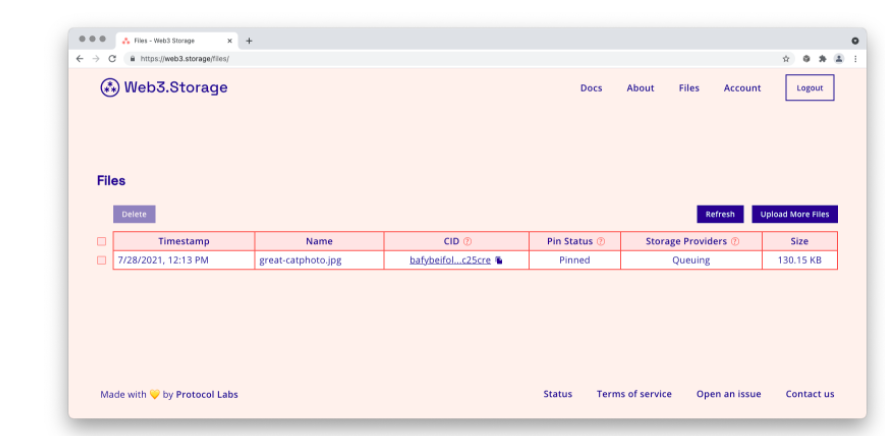 Files - Web3 Storage
https://web3.storage/files/
Web3.Storage
Docs About Files Account Logout
Files
Delete Refresh Upload More Files
Timestamp Name CID ? Pin Status ? Storage Providers ? Size
7/28/2021, 12:13 PM great-catphoto.jpg bafybeifol...c25cre Pinned Queuing 130.15 KB
Made with 💛 by Protocol Labs Status Terms of service Open an issue Contact us